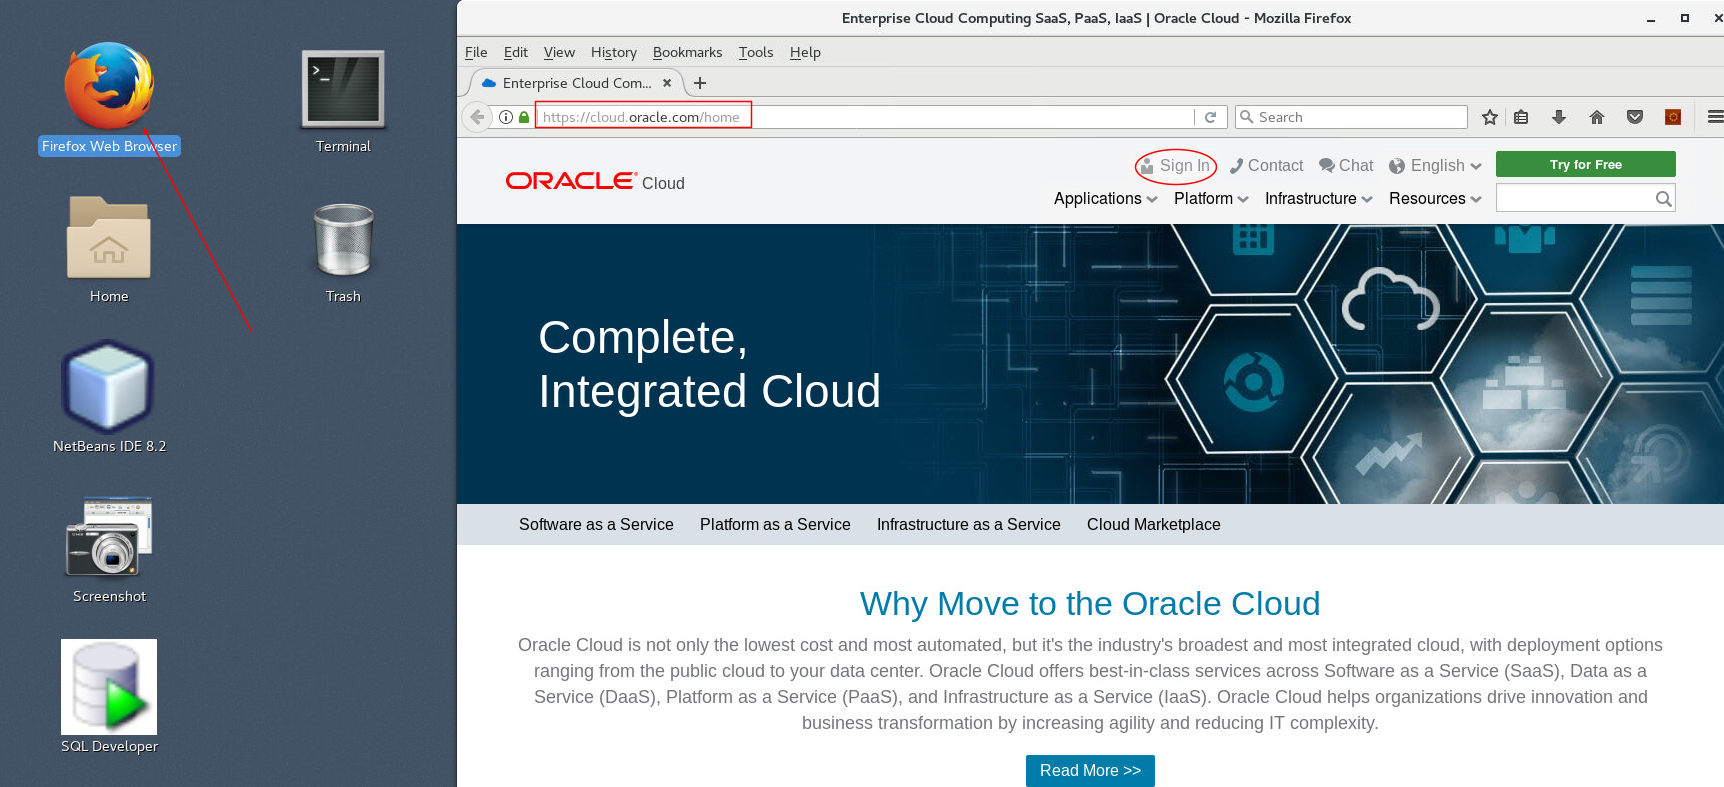 Firefox Web Browser
Terminal
Home
Trash
NetBeans IDE 8.2
Screenshot
SQL Developer
Enterprise Cloud Computing SaaS, PaaS, IaaS | Oracle Cloud - Mozilla Firefox
File Edit View History Bookmarks Tools Help
Enterprise Cloud Com...
https://cloud.oracle.com/home
Search
Sign In Contact Chat English Try for Free
ORACLE Cloud
Applications Platform Infrastructure Resources
Complete,
Integrated Cloud
Software as a Service Platform as a Service Infrastructure as a Service Cloud Marketplace
Why Move to the Oracle Cloud
Oracle Cloud is not only the lowest cost and most automated, but it's the industry's broadest and most integrated cloud, with deployment options
ranging from the public cloud to your data center. Oracle Cloud offers best-in-class services across Software as a Service (SaaS), Data as a
Service (DaaS), Platform as a Service (PaaS), and Infrastructure as a Service (IaaS). Oracle Cloud helps organizations drive innovation and
business transformation by increasing agility and reducing IT complexity.
Read More >>